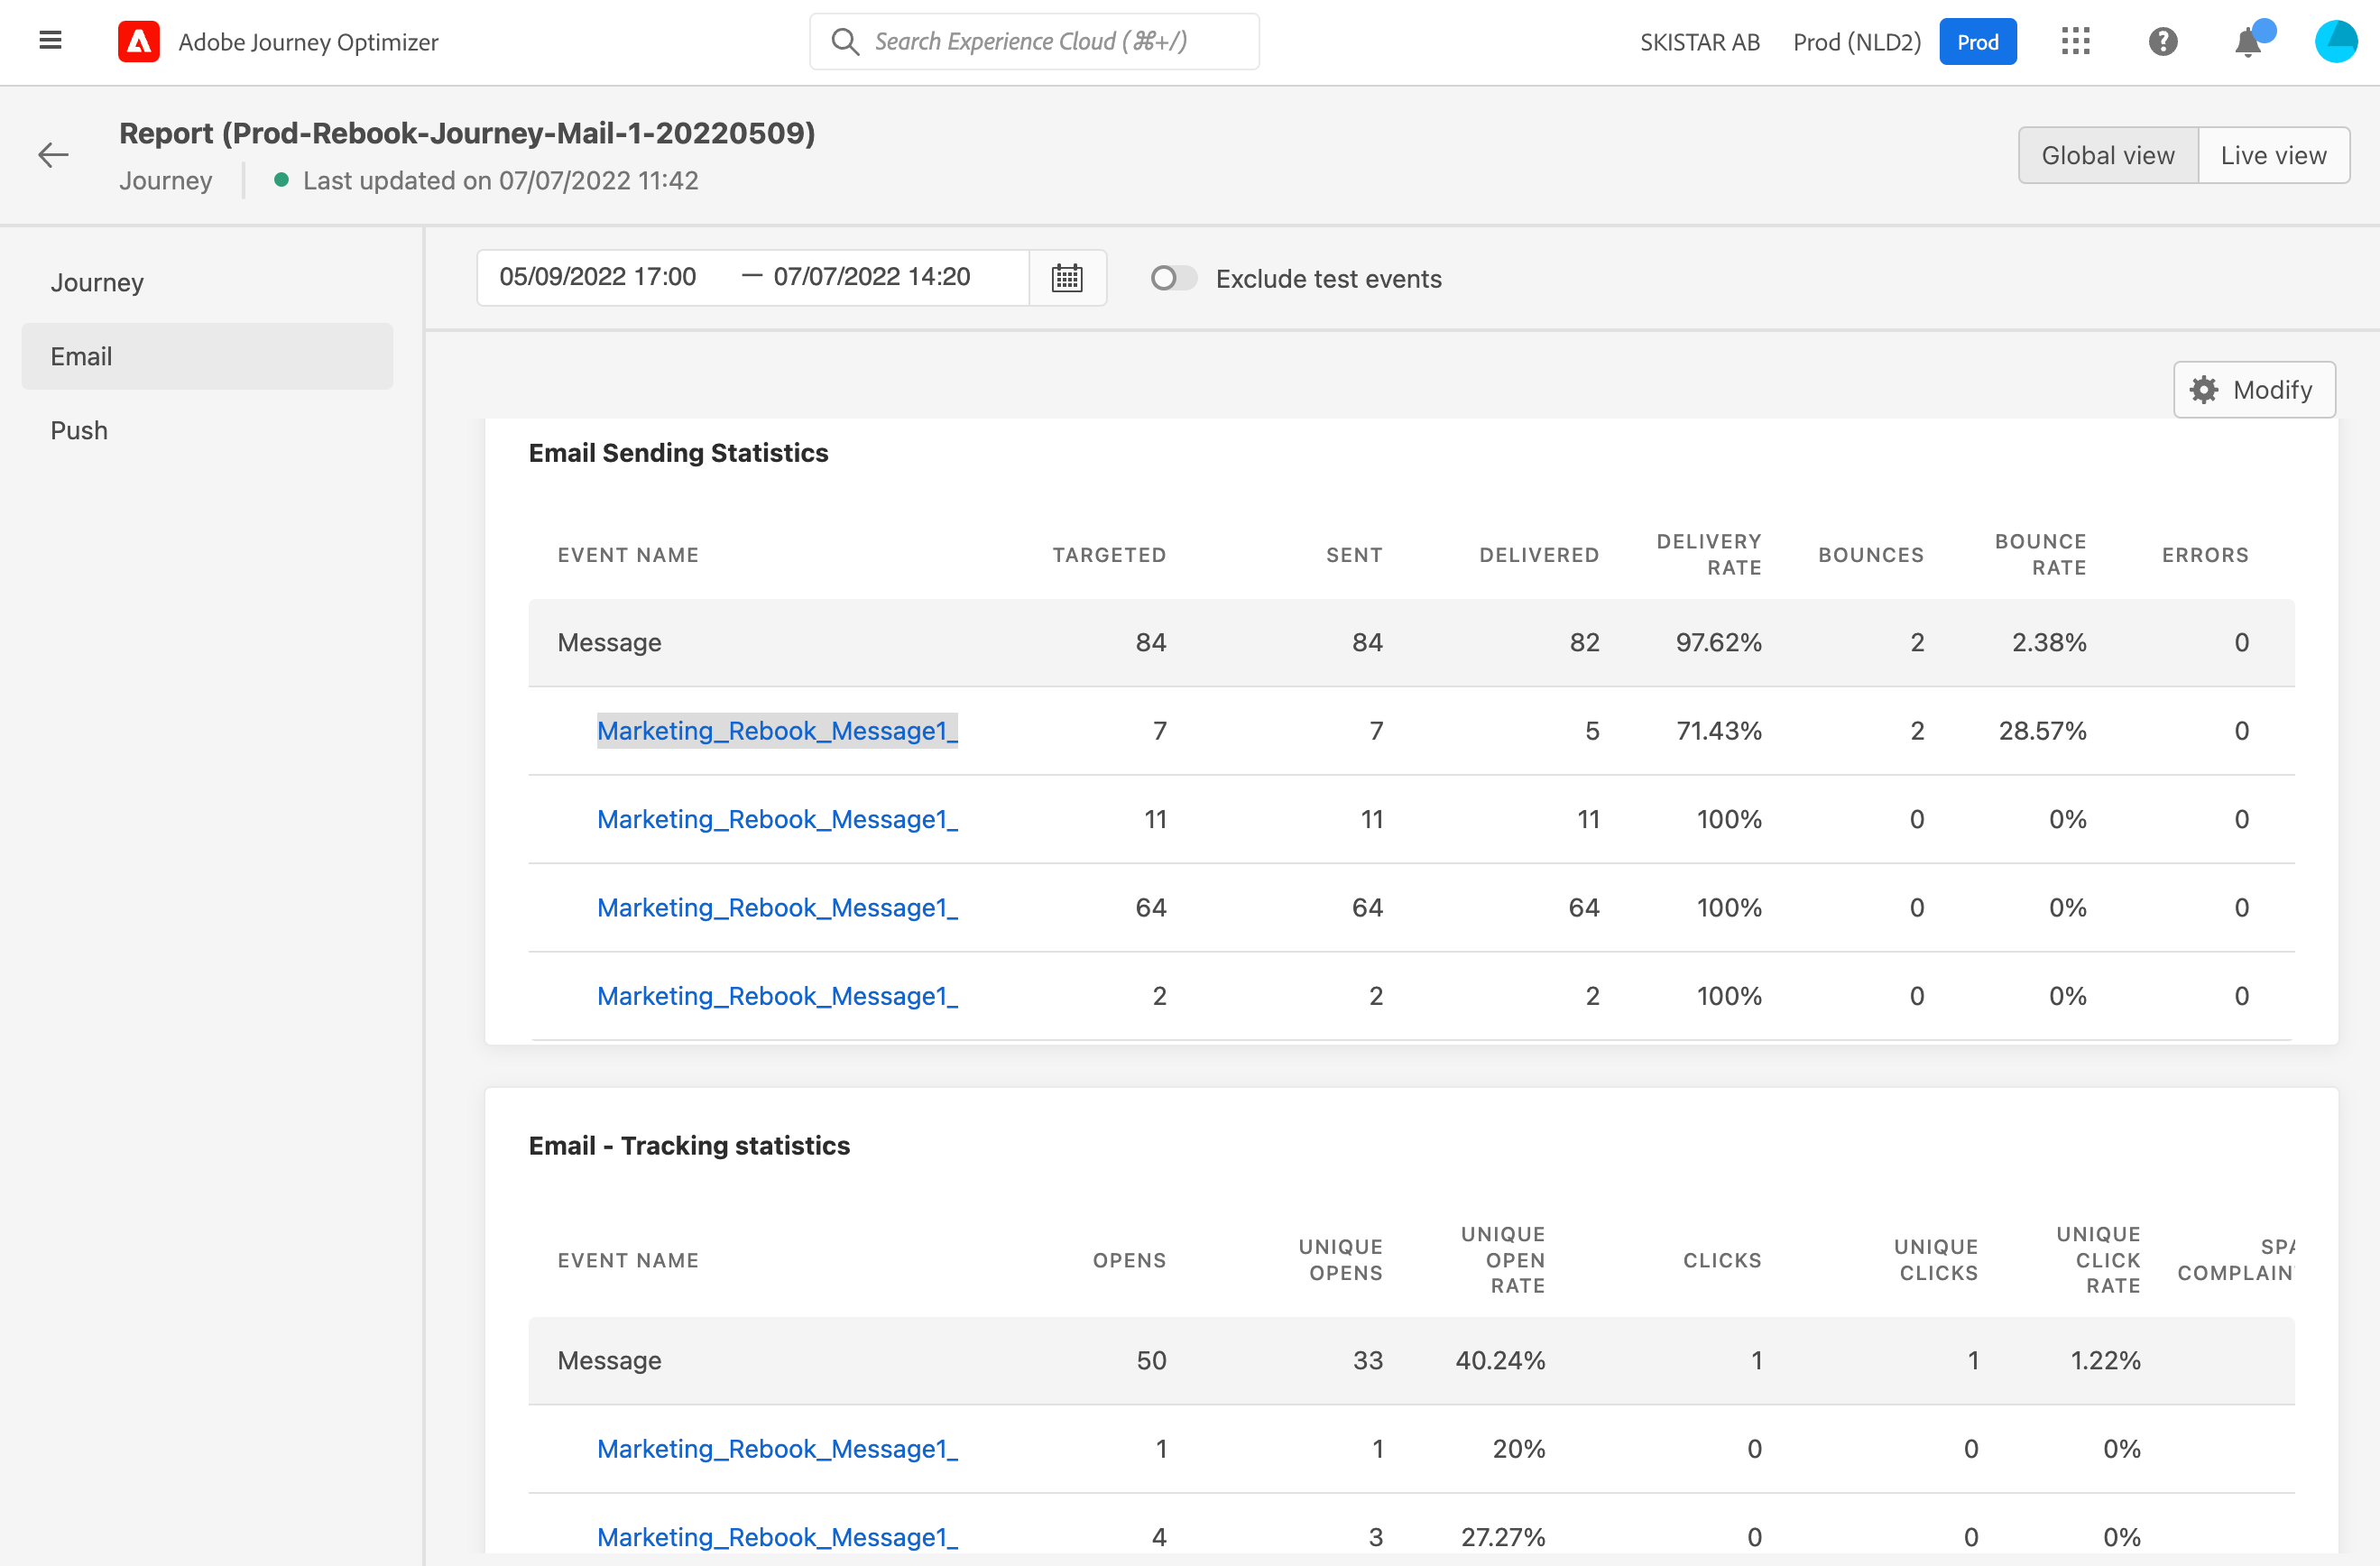 Adobe Journey Optimizer
Search Experience Cloud (⌘+/)
SKISTAR AB
Prod (NLD2)
Prod
Report (Prod-Rebook-Journey-Mail-1-20220509)
Journey
Last updated on 07/07/2022 11:42
Global view
Live view
Journey
Email
Push
05/09/2022 17:00 — 07/07/2022 14:20
Exclude test events
Modify
Email Sending Statistics
EVENT NAME TARGETED SENT DELIVERED DELIVERY RATE BOUNCES BOUNCE RATE ERRORS
Message 84 84 82 97.62% 2 2.38% 0
Marketing_Rebook_Message1_ 7 7 5 71.43% 2 28.57% 0
Marketing_Rebook_Message1_ 11 11 11 100% 0 0% 0
Marketing_Rebook_Message1_ 64 64 64 100% 0 0% 0
Marketing_Rebook_Message1_ 2 2 2 100% 0 0% 0
Email - Tracking statistics
EVENT NAME OPENS UNIQUE OPENS UNIQUE OPEN RATE CLICKS UNIQUE CLICKS UNIQUE CLICK RATE SPA COMPLAIN
Message 50 33 40.24% 1 1 1.22%
Marketing_Rebook_Message1_ 1 1 20% 0 0 0%
Marketing_Rebook_Message1_ 4 3 27.27% 0 0 0%